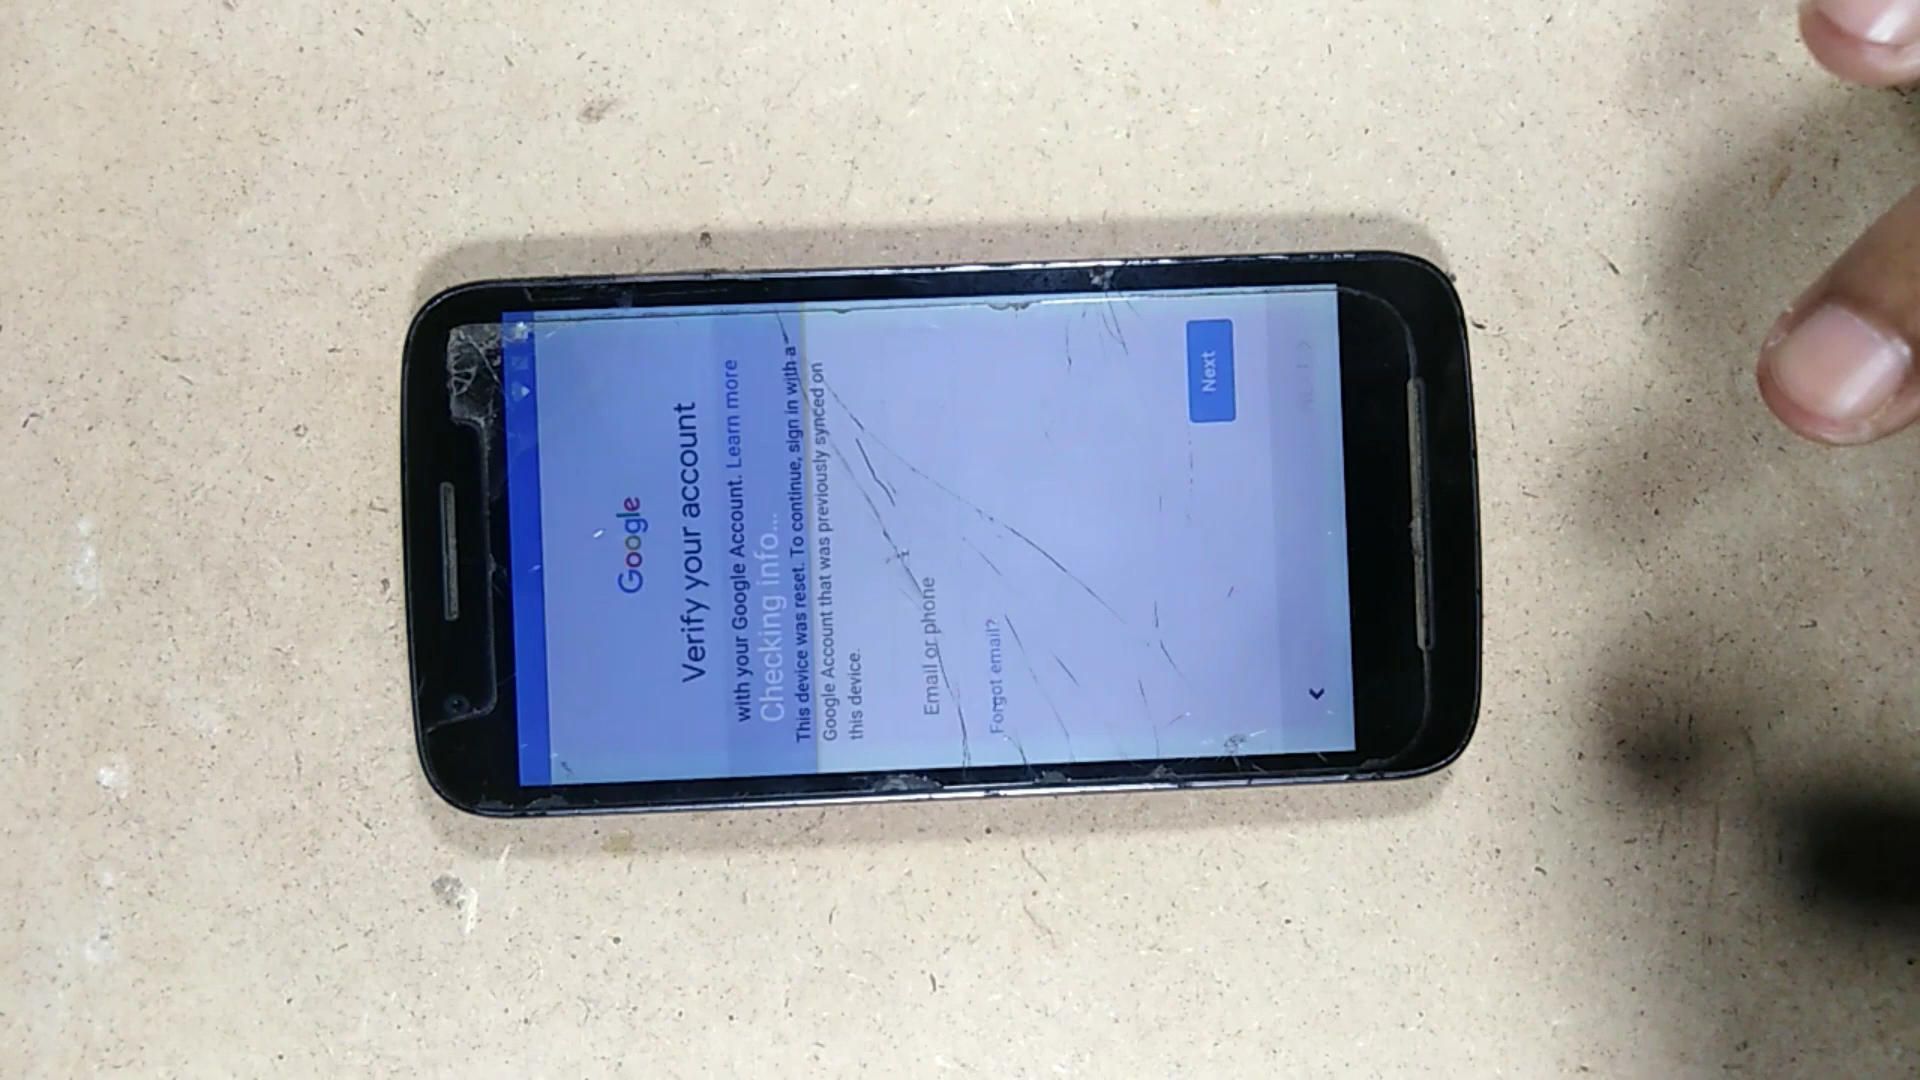 Google
Verify your account
with your Google Account. Learn more
Checking info...
This device was reset. To continue, sign in with a
Google Account that was previously synced on
this device.
Email or phone
Forgot email?
Next